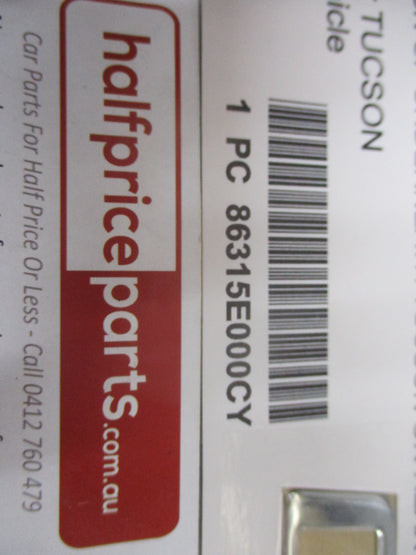 TUCSON
icle
1 PC 86315E000CY
halfpriceparts.com.au
Car Parts For Half Price Or Less - Call 0412 760 479